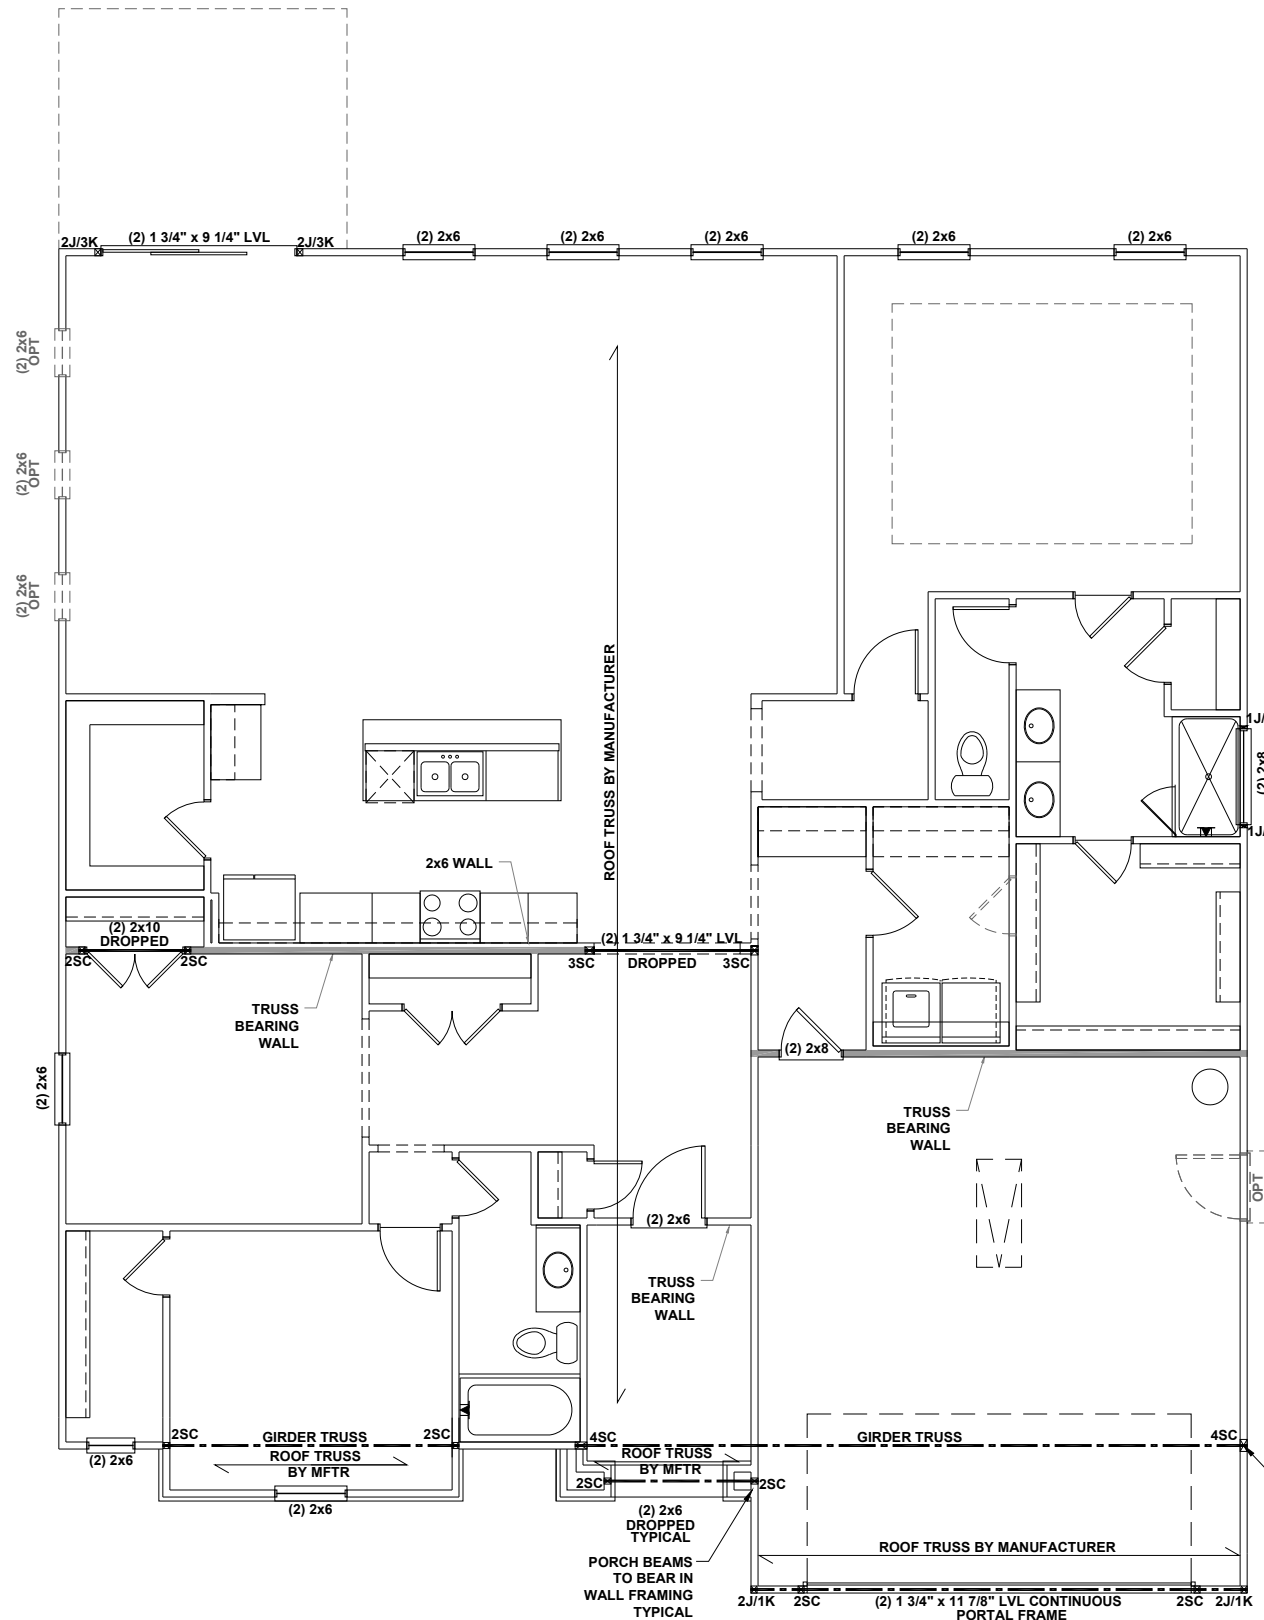 2J/3K
(2) 1 3/4" x 9 1/4" LVL
2J/3K
(2) 2x6
(2) 2x6
(2) 2x6
(2) 2x6
(2) 2x6
(2) 2x6
OPT
(2) 2x6
OPT
(2) 2x6
OPT
ROOF TRUSS BY MANUFACTURER
1J/
(2) 2x8
1J/
2x6 WALL
(2) 2x10
DROPPED
2SC
2SC
(2) 1 3/4" x 9 1/4" LVL
3SC
DROPPED
3SC
TRUSS
BEARING
WALL
(2) 2x8
(2) 2x6
TRUSS
BEARING
WALL
OPT
(2) 2x6
TRUSS
BEARING
WALL
2SC
GIRDER TRUSS
2SC
ROOF TRUSS
BY MFTR
(2) 2x6
(2) 2x6
4SC
GIRDER TRUSS
4SC
ROOF TRUSS
BY MFTR
2SC
2SC
(2) 2x6
DROPPED
TYPICAL
PORCH BEAMS
TO BEAR IN
WALL FRAMING
TYPICAL
ROOF TRUSS BY MANUFACTURER
2J/1K
2SC
(2) 1 3/4" x 11 7/8" LVL CONTINUOUS
PORTAL FRAME
2SC
2J/1K